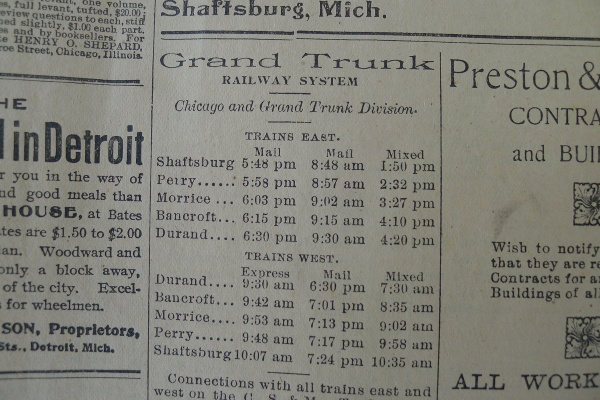 full levant, tufted, $20.00;
review questions to each, stiff
ed slightly. $1.00 each part.
es and by booksellers. For
HENRY O. SHEPARD,
roe Street, Chicago, Illinois
HE
l in Detroit
r you in the way of
nd good meals than
HOUSE, at Bates
ates are $1.50 to $2.00
an. Woodward and
only a block away,
of the city. Excel-
s for wheelmen.
SON, Proprietors,
Sts., Detroit, Mich.
Shaftsburg, Mich.
Grand Trunk
RAILWAY SYSTEM
Chicago and Grand Trunk Division.
TRAINS EAST.
Mail Mail Mixed
Shaftsburg 5:48 pm 8:48 am 1:50 pm
Perry...... 5:58 pm 8:57 am 2:32 pm
Morrice ... 6:03 pm 9:02 am 3:27 pm
Bancroft... 6:15 pm 9:15 am 4:10 pm
Durand.... 6:30 pm 9:30 am 4:20 pm
TRAINS WEST.
Express Mail Mixed
Durand.... 9:30 am 6:30 pm 7:30 am
Bancroft... 9:42 am 7:01 pm 8:35 am
Morrice.... 9:53 am 7:13 pm 9:02 am
Perry...... 9:48 am 7:17 pm 9:58 am
Shaftsburg 10:07 am 7:24 pm 10:35 am
Connections with all trains east and
west on the C. S. &
Preston &
CONTRA
and BUI
Wish to notify
that they are re
Contracts for a
Buildings of al
ALL WORK